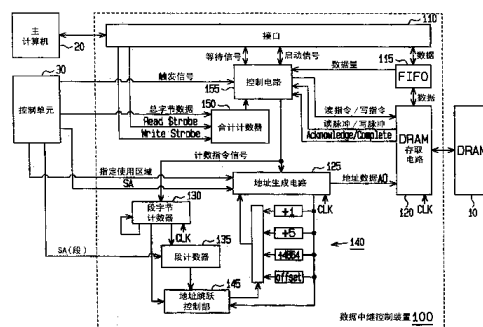 110
主
计算机
20
接口
等待信号
启动信号
数据
115
30
触发信号
155
控制电路
数据量
FIFO
控制单元
总字节数据
150
数据
Read Strobe
Write Strobe
合计计数器
读指令/写指令
读脉冲/写脉冲
Acknowledge/Complete
DRAM
存取
电路
DRAM
计数指令信号
125
指定使用区域
SA
地址生成电路
地址数据AD
120
10
130
CLK
CLK
段字节
计数器
+1
CLK
135
+5
140
SA(段)
段计数器
+4864
145
offset
地址跳跃
控制部
数据中继控制装置 100